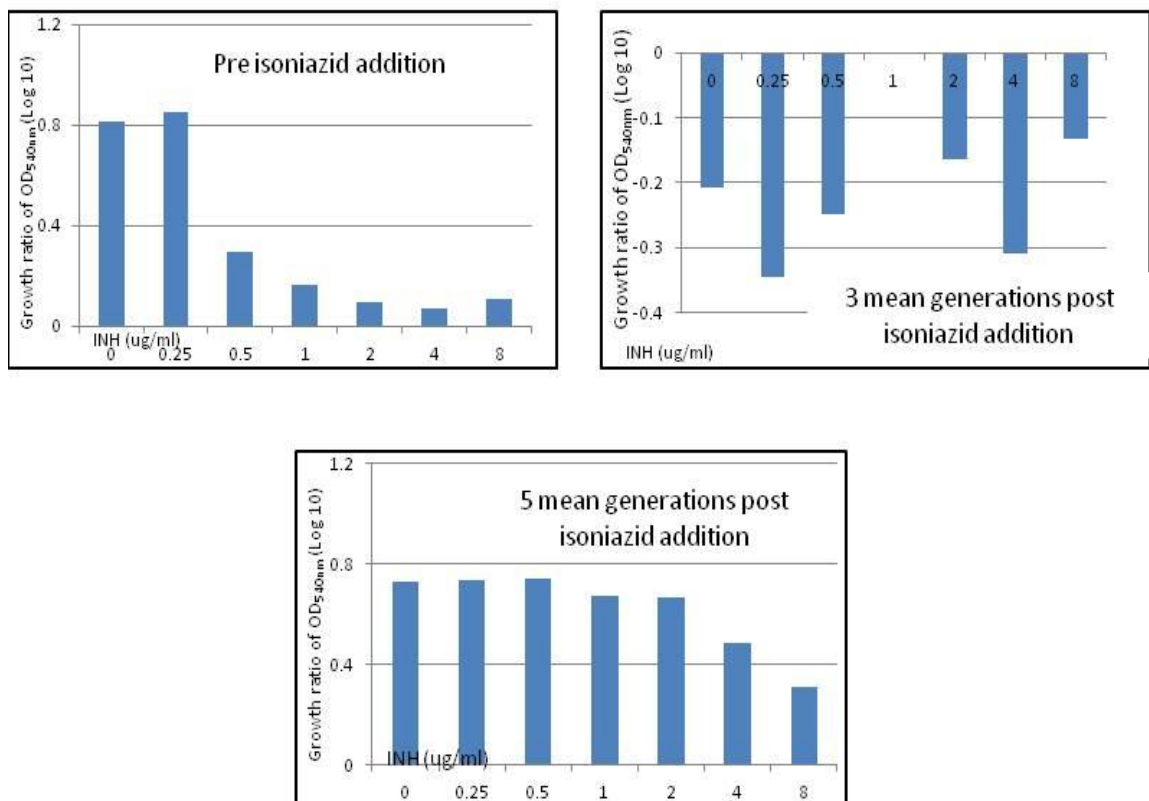 Pre isoniazid addition
Growth ratio of OD540nm (Log 10)
1.2
0.8
0.4
0
INH (ug/ml)
0 0.25 0.5 1 2 4 8
Growth ratio of OD540nm (Log 10)
0
0 0.25 0.5 1 2 4 8
-0.1
-0.2
-0.3
-0.4
3 mean generations post
isoniazid addition
INH (ug/ml)
5 mean generations post
isoniazid addition
Growth ratio of OD540nm (Log 10)
1.2
0.8
0.4
0
INH (ug/ml)
0 0.25 0.5 1 2 4 8